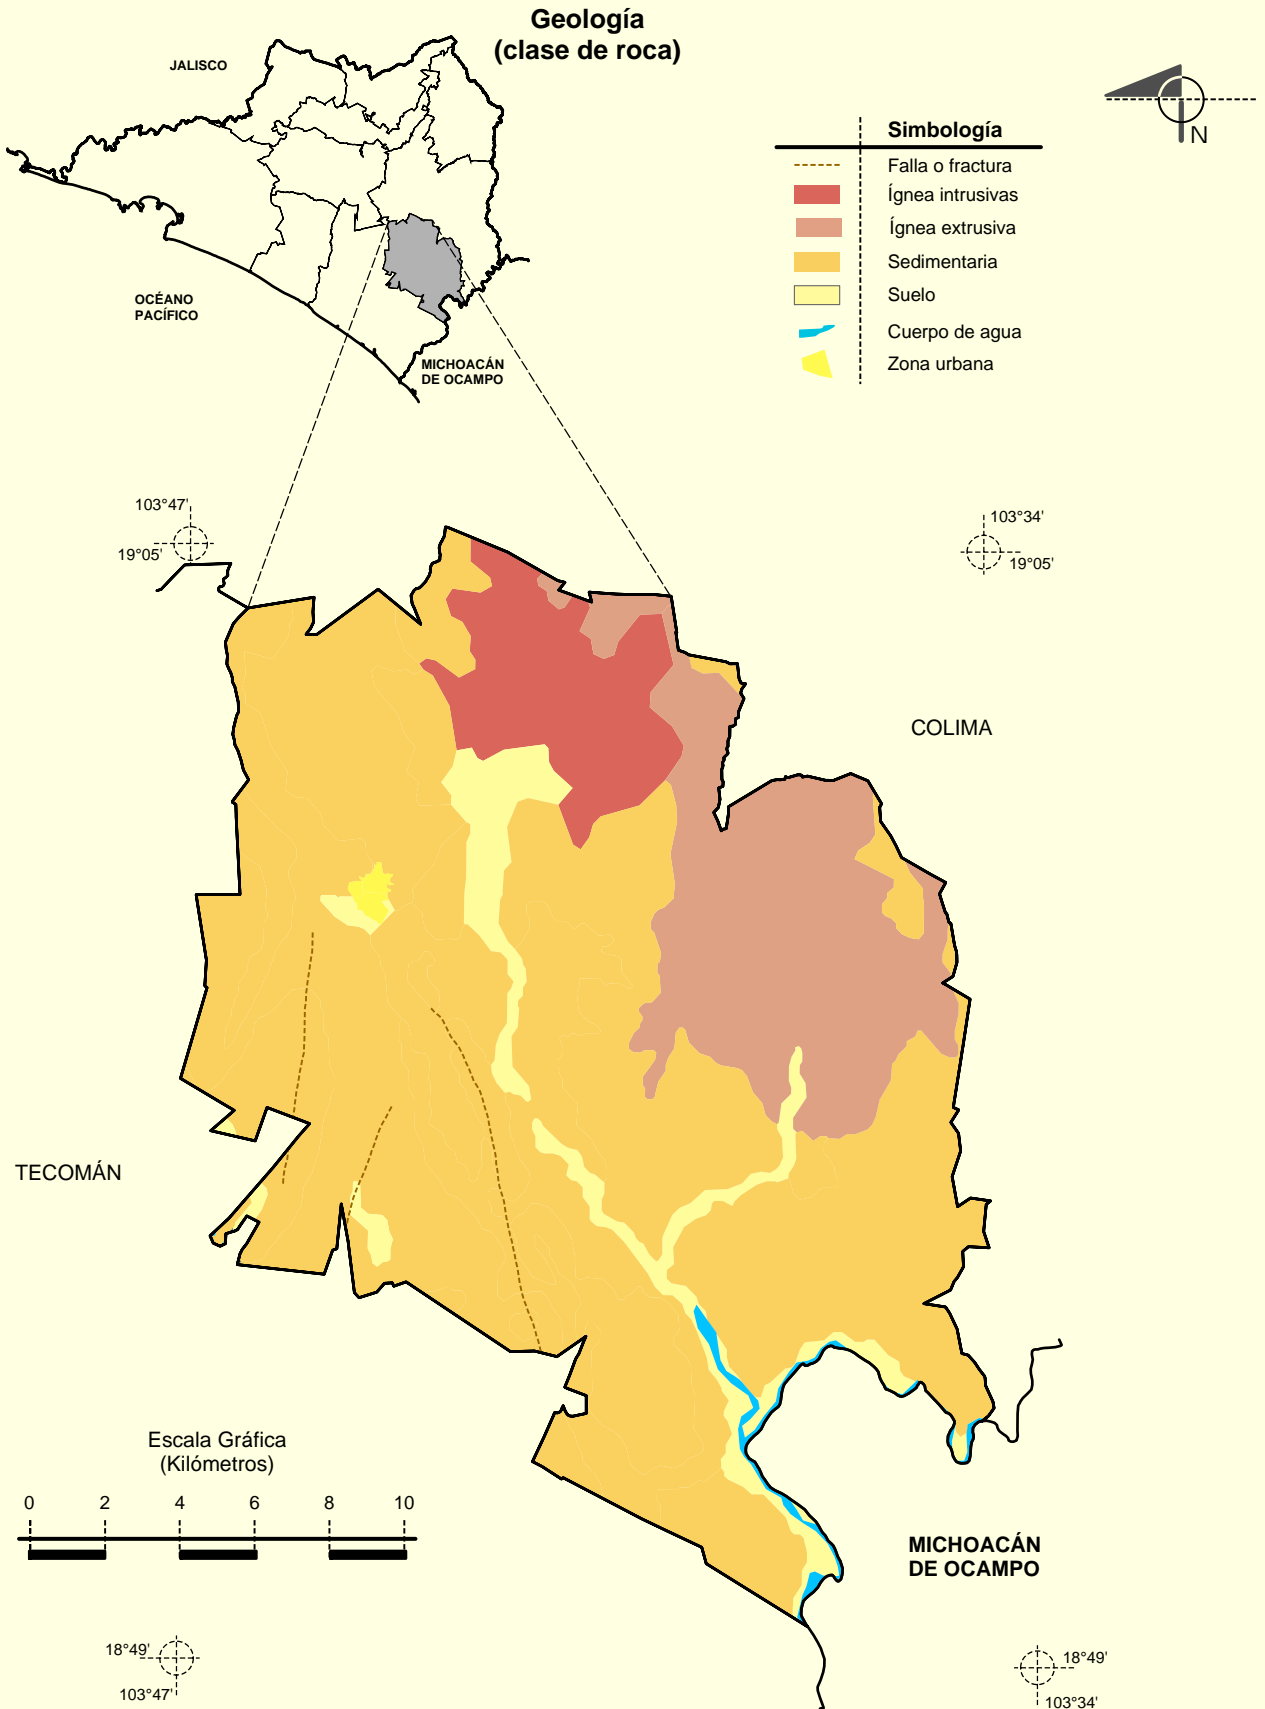 Geología
(clase de roca)
JALISCO
N
Simbología
Falla o fractura
Ígnea intrusivas
Ígnea extrusiva
Sedimentaria
Suelo
Cuerpo de agua
Zona urbana
OCÉANO
PACÍFICO
MICHOACÁN
DE OCAMPO
103°47'
19°05'
103°34'
19°05'
COLIMA
TECOMÁN
Escala Gráfica
(Kilómetros)
0 2 4 6 8 10
MICHOACÁN
DE OCAMPO
18°49'
103°47'
18°49'
103°34'